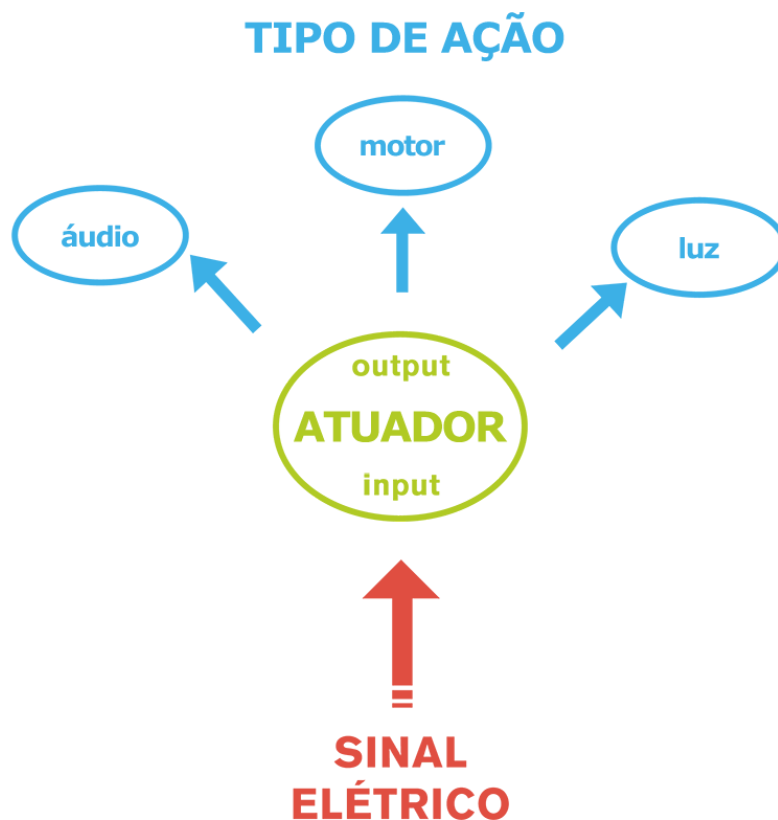 TIPO DE AÇÃO
motor
áudio
luz
output
ATUADOR
input
SINAL
ELÉTRICO